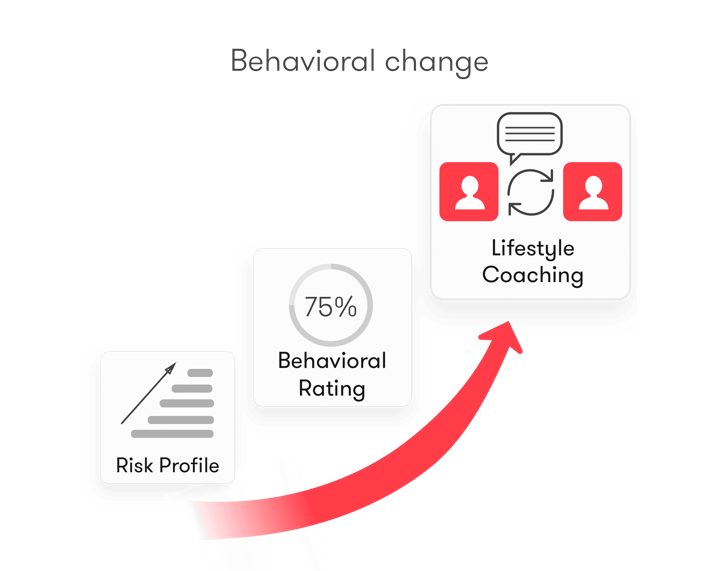 Behavioral change
Lifestyle
Coaching
75%
Behavioral
Rating
Risk Profile